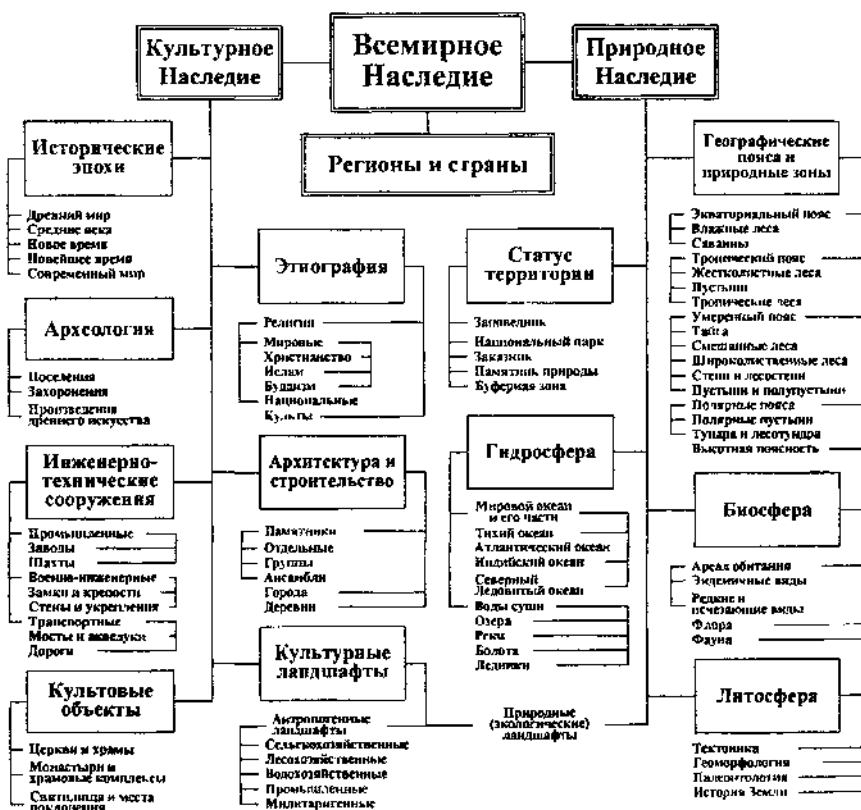 Культурное
Наследие
Всемирное
Наследие
Природное
Наследие
Регионы и страны
Исторические
эпохи
Древний мир
Средние века
Новое время
Новейшее время
Современный мир
Археология
Поселения
Захоронения
Произведения
древнего искусства
Инженерно-
технические
сооружения
Промышленные
Заводы
Шахты
Военно-инженерные
Замки и крепости
Стены и укрепления
Транспортные
Мосты и акведуки
Дороги
Культовые
объекты
Церкви и храмы
Монастыри и
храмовые комплексы
Святилища и места
поклонения
Этнография
Религии
Мировые
Христианство
Ислам
Буддизм
Национальные
Культы
Архитектура и
строительство
Памятники
Отдельные
Группы
Ансамбли
Города
Деревни
Культурные
ландшафты
Антропогенные
ландшафты
Сельскохозяйственные
Лесохозяйственные
Водохозяйственные
Промышленные
Милитаригенные
Статус
территории
Заповедник
Национальный парк
Заказник
Памятник природы
Буферная зона
Гидросфера
Мировой океан
и его части
Тихий океан
Атлантический океан
Индийский океан
Северный
Ледовитый океан
Воды суши
Озера
Реки
Болота
Ледники
Природные
(экологические)
ландшафты
Географические
пояса и
природные зоны
Экваториальный пояс
Влажные леса
Саванны
Тропический пояс
Жестколистные леса
Пустыни
Тропические леса
Умеренный пояс
Тайга
Смешанные леса
Широколиственные леса
Степи и лесостепи
Пустыни и полупустыни
Полярные пояса
Полярные пустыни
Тундра и лесотундра
Высотная поясность
Биосфера
Ареал обитания
Эндемичные виды
Редкие и
исчезающие виды
Флора
Фауна
Литосфера
Тектоника
Геоморфология
Палеонтология
История Земли